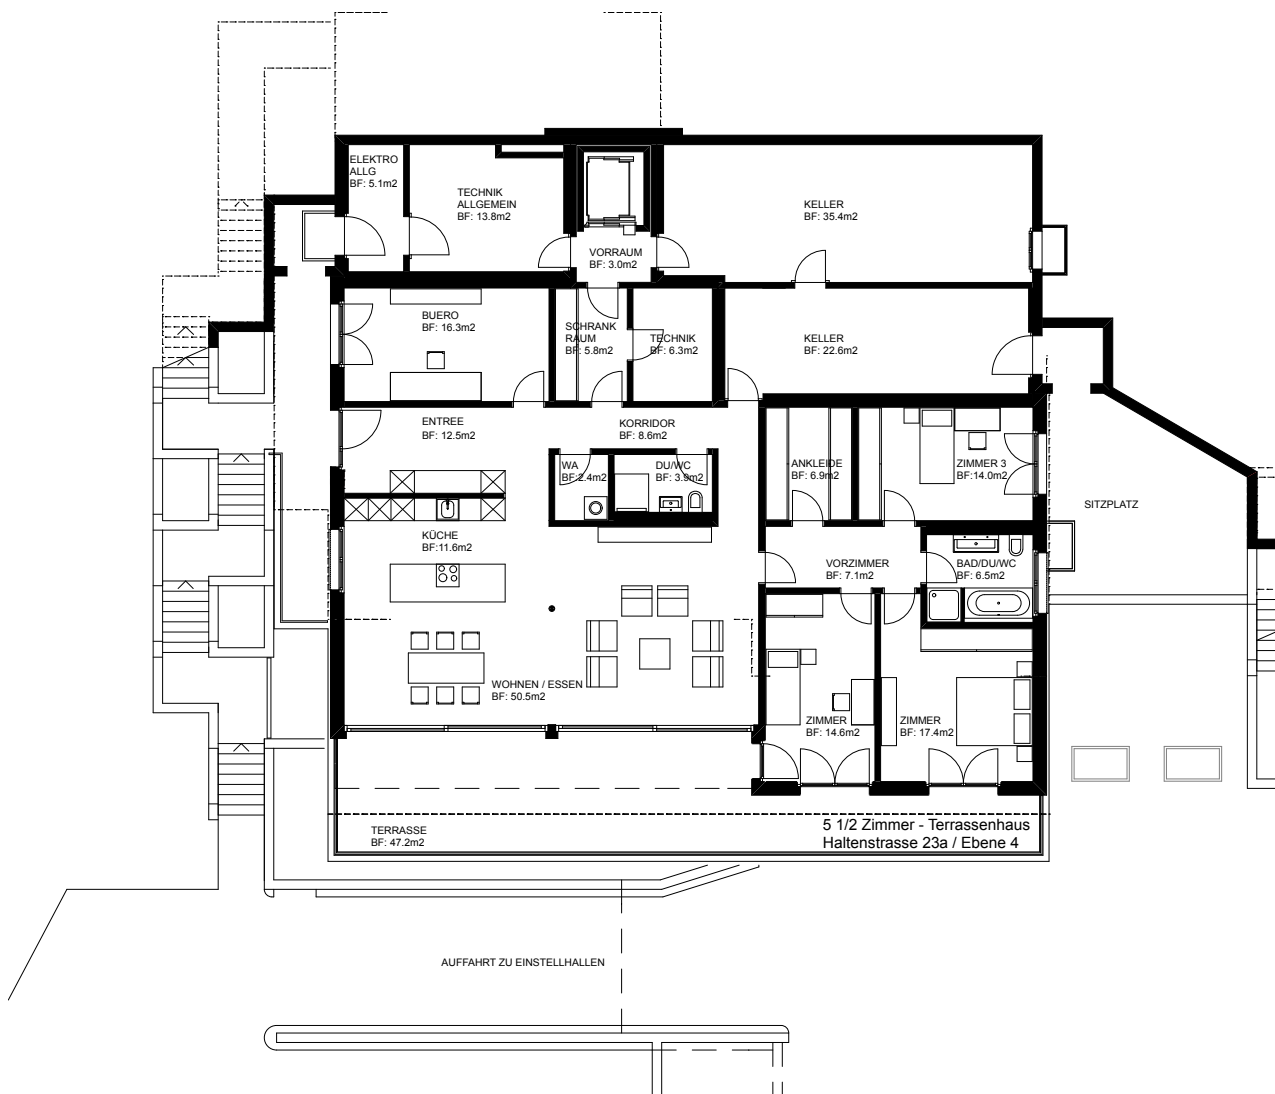 ELEKTRO
ALLG
BF: 5.1m2
TECHNIK
ALLGEMEIN
BF: 13.8m2
KELLER
BF: 35.4m2
VORRAUM
BF: 3.0m2
BUERO
BF: 16.3m2
SCHRANK
RAUM
BF: 5.8m2
TECHNIK
BF: 6.3m2
KELLER
BF: 22.6m2
ENTREE
BF: 12.5m2
KORRIDOR
BF: 8.6m2
WA
BF:2.4m2
DU/WC
BF: 3.9m2
ANKLEIDE
BF: 6.9m2
ZIMMER 3
BF:14.0m2
SITZPLATZ
KÜCHE
BF:11.6m2
VORZIMMER
BF: 7.1m2
BAD/DU/WC
BF: 6.5m2
WOHNEN / ESSEN
BF: 50.5m2
ZIMMER
BF: 14.6m2
ZIMMER
BF: 17.4m2
TERRASSE
BF: 47.2m2
5 1/2 Zimmer - Terrassenhaus
Haltenstrasse 23a / Ebene 4
AUFFAHRT ZU EINSTELLHALLEN